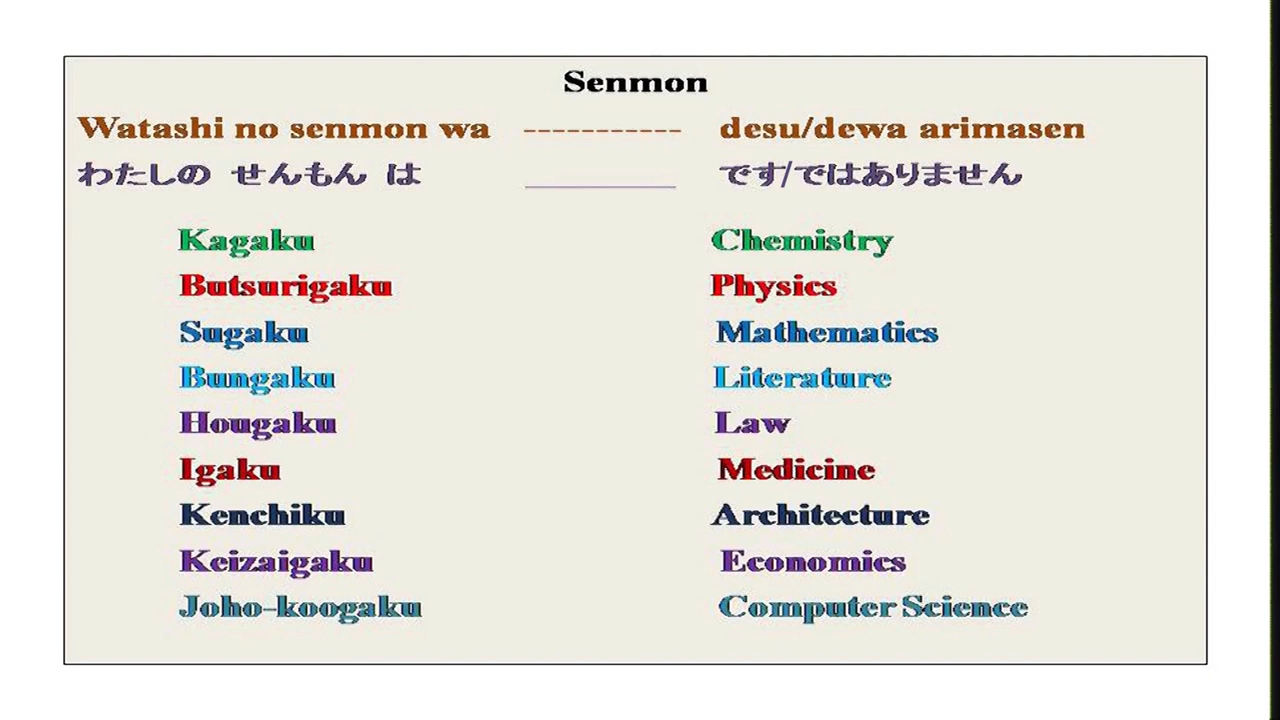 Senmon
Watashi no senmon wa ----------- desu/dewa arimasen
わたしの せんもん は __________ です/ではありません
Kagaku Chemistry
Butsurigaku Physics
Sugaku Mathematics
Bungaku Literature
Hougaku Law
Igaku Medicine
Kenchiku Architecture
Keizaigaku Economics
Joho-koogaku Computer Science